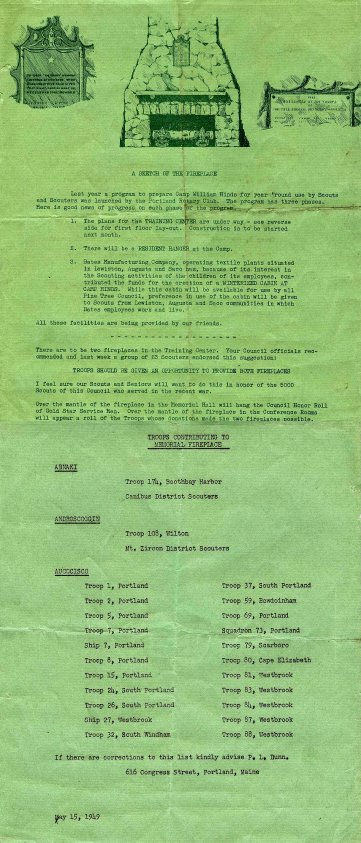 A SKETCH OF THE FIREPLACE
Last year a program to prepare Camp William Hinds for year 'round use by Scouts
and Scouters was launched by the Portland Rotary Club. The program has three phases.
Here is good news of progress on each phase of the program.
1. The plans for the TRAINING CENTER are under way - see reverse
side for first floor lay-out. Construction is to be started
next month.
2. There will be a RESIDENT RANGER at the Camp.
3. Bates Manufacturing Company, operating textile plants situated
in Lewiston, Augusta and Saco has, because of its interest in
the Scouting activities of the children of its employees, con-
tributed the funds for the erection of a WINTERIZED CABIN AT
CAMP HINDS. While this cabin will be available for use by all
Pine Tree Council, preference in use of the cabin will be given
to Scouts from Lewiston, Augusta and Saco communities in which
Bates employees work and live.
All these facilities are being provided by our friends.
- - - - - - - - - - - - - - - - - -
There are to be two fireplaces in the Training Center. Your Council officials rec-
ommended and last week a group of 23 Scouters endorsed this suggestion:
TROOPS SHOULD BE GIVEN AN OPPORTUNITY TO PROVIDE BOTH FIREPLACES
I feel sure our Scouts and Seniors will want to do this in honor of the 6000
Scouts of this Council who served in the recent war.
Over the mantle of the fireplace in the Memorial Hall will hang the Council Honor Roll
of Gold Star Service Men. Over the mantle of the fireplace in the Conference Rooms
will appear a roll of the Troops whose donations made the two fireplaces possible.
TROOPS CONTRIBUTING TO
MEMORIAL FIREPLACE
ABNAKI
Troop 174, Boothbay Harbor
Canibus District Scouters
ANDROSCOGGIN
Troop 108, Wilton
Mt. Zircon District Scouters
AUCOCISCO
Troop 1, Portland
Troop 2, Portland
Troop 5, Portland
Troop 7, Portland
Ship 7, Portland
Troop 8, Portland
Troop 15, Portland
Troop 24, South Portland
Troop 26, South Portland
Ship 27, Westbrook
Troop 32, South Windham
Troop 37, South Portland
Troop 59, Bowdoinham
Troop 69, Portland
Squadron 73, Portland
Troop 79, Scarboro
Troop 80, Cape Elizabeth
Troop 81, Westbrook
Troop 83, Westbrook
Troop 84, Westbrook
Troop 87, Westbrook
Troop 88, Westbrook
If there are corrections to this list kindly advise P. L. Dunn.
616 Congress Street, Portland, Maine
May 15, 1949